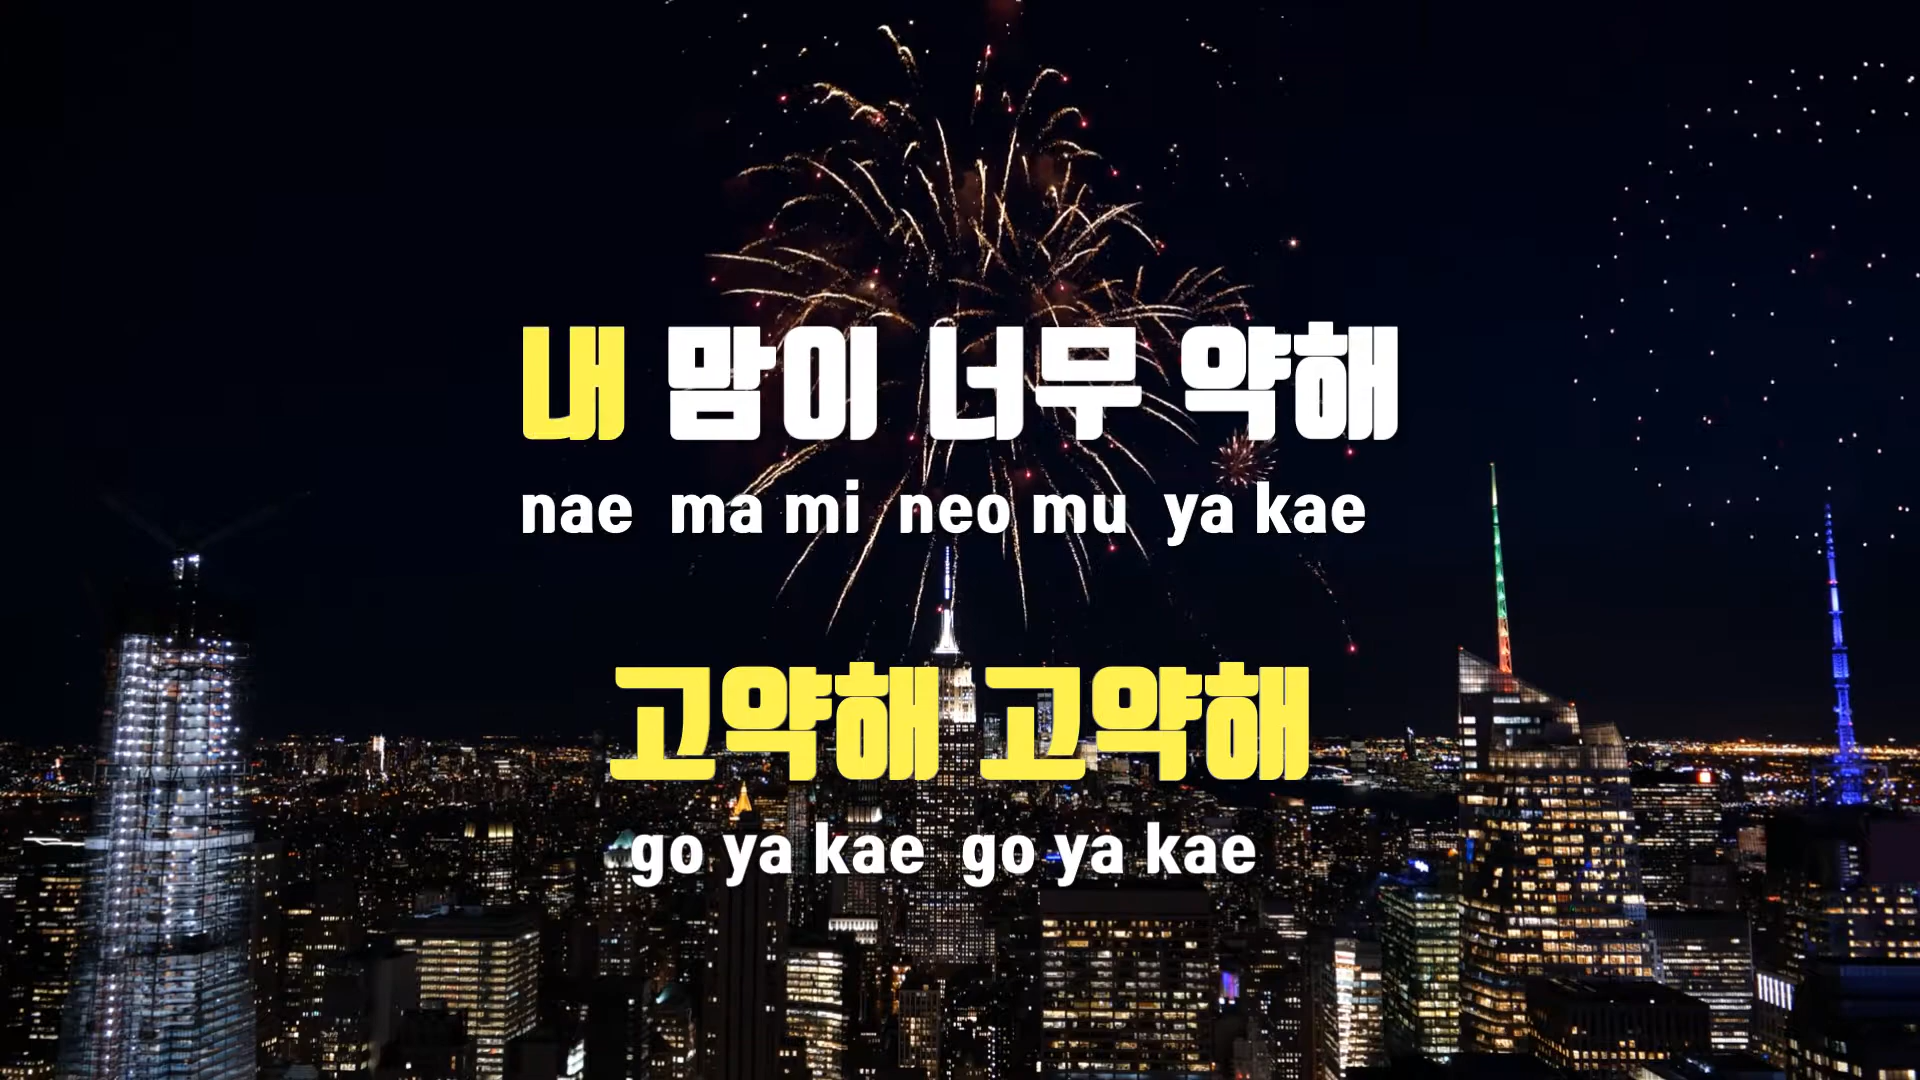 내 맘이 너무 약해
nae ma mi neo mu ya kae
고약해 고약해
go ya kae go ya kae